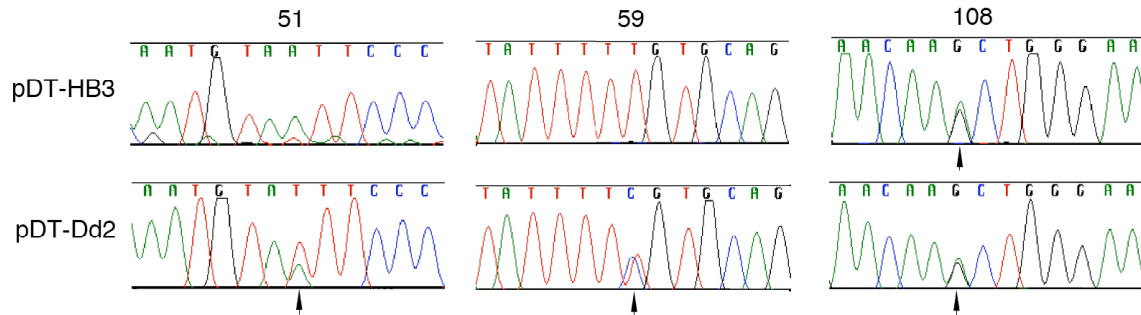 51 59 108
pDT-HB3
A A T G T A A T T C C C
T A T T T T T G T G C A G
A A C A A G C T G G G A A
pDT-Dd2
A A T G T A T T T C C C
T A T T T T C G T G C A G
A A C A A G C T G G G A A